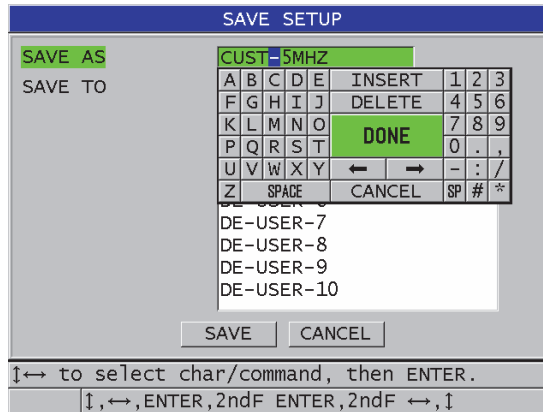 SAVE SETUP
SAVE AS CUST-5MHZ
SAVE TO
A B C D E INSERT 1 2 3
F G H I J DELETE 4 5 6
K L M N O DONE 7 8 9
P Q R S T 0 . ,
U V W X Y ← → - : /
Z SPACE CANCEL SP # *
DE-USER-7
DE-USER-8
DE-USER-9
DE-USER-10
SAVE CANCEL
↕↔ to select char/command, then ENTER.
↕,↔,ENTER,2ndF ENTER,2ndF ↔,↕